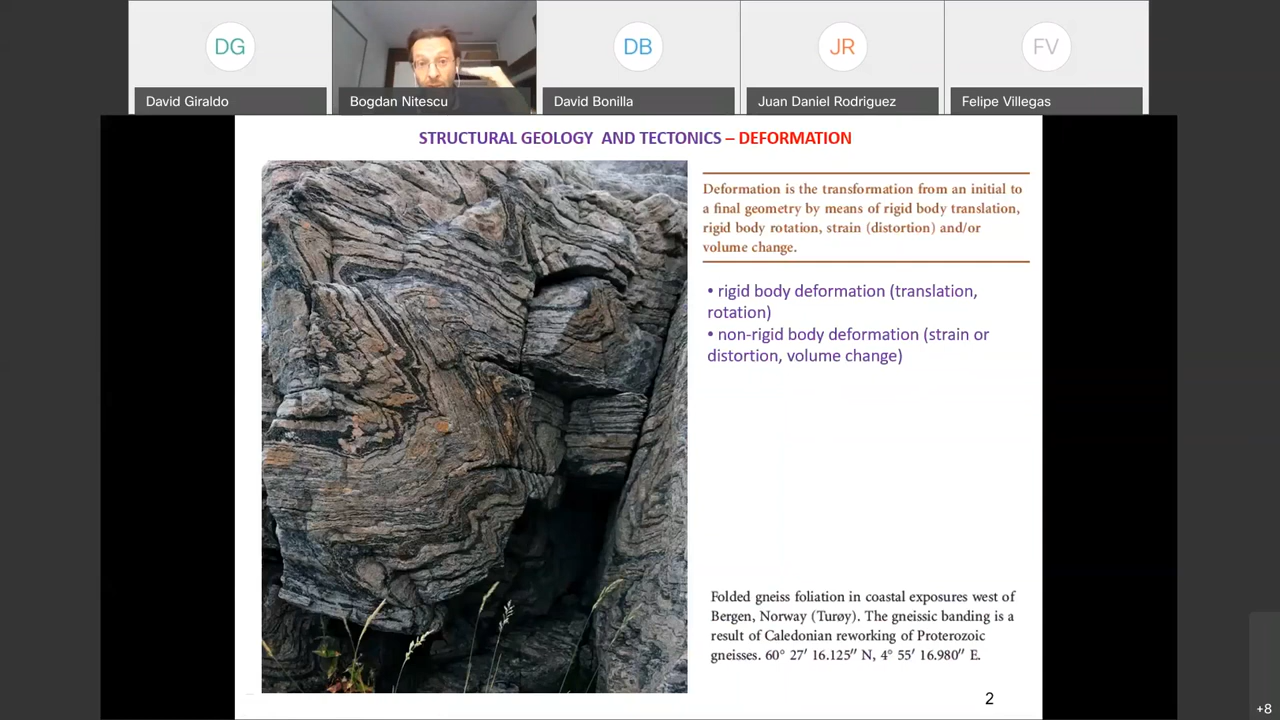 DG
DB
JR
FV
David Giraldo
Bogdan Nitescu
David Bonilla
Juan Daniel Rodriguez
Felipe Villegas
STRUCTURAL GEOLOGY AND TECTONICS – DEFORMATION
Deformation is the transformation from an initial to
a final geometry by means of rigid body translation,
rigid body rotation, strain (distortion) and/or
volume change.
• rigid body deformation (translation,
rotation)
• non-rigid body deformation (strain or
distortion, volume change)
Folded gneiss foliation in coastal exposures west of
Bergen, Norway (Turøy). The gneissic banding is a
result of Caledonian reworking of Proterozoic
gneisses. 60° 27′ 16.125″ N, 4° 55′ 16.980″ E.
2
+8